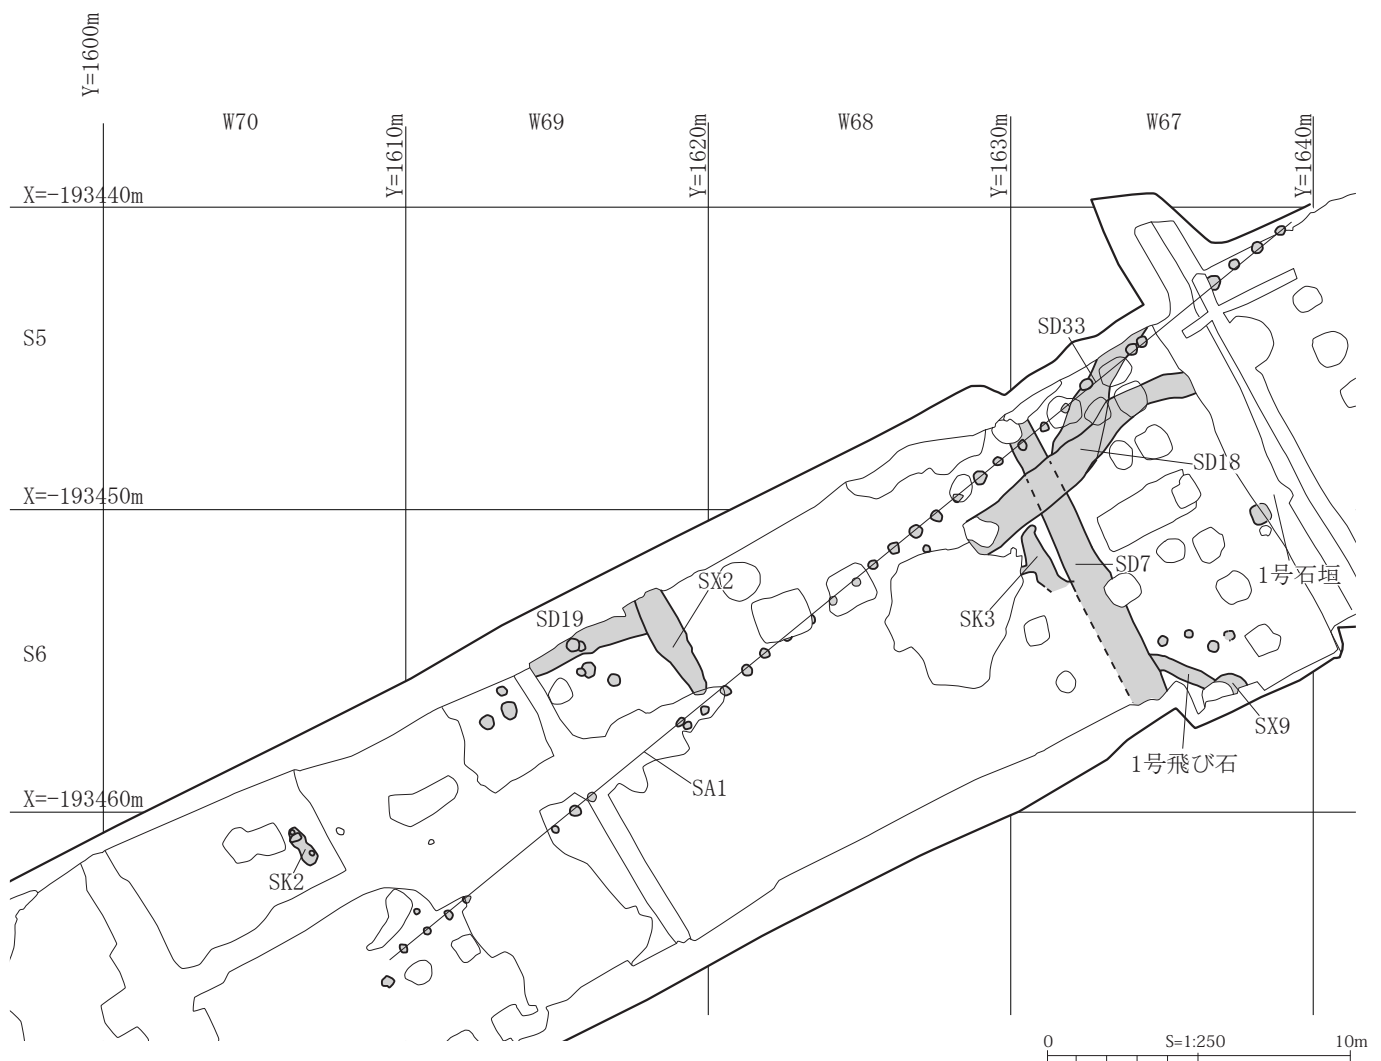 Y=1600m
W70
Y=1610m
W69
Y=1620m
W68
Y=1630m
W67
Y=1640m
X=-193440m
S5
SD33
SD18
X=-193450m
SD7
1号石垣
SX2
SD19
SK3
S6
SX9
1号飛び石
SA1
X=-193460m
SK2
0 S=1:250 10m